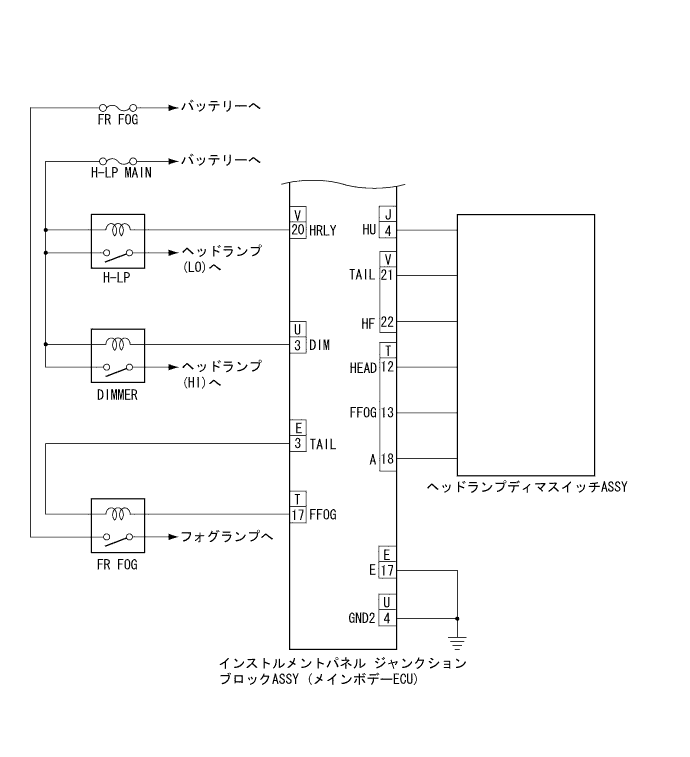 バッテリーヘ
FR FOG
バッテリーヘ
H-LP MAIN
V
20 HRLY
ヘッドランプ
(LO)へ
H-LP
U
3 DIM
ヘッドランプ
(HI)へ
DIMMER
E
3 TAIL
T
17 FFOG
フォグランプへ
FR FOG
J
HU 4
V
TAIL 21
HF 22
T
HEAD 12
FFOG 13
A 18
ヘッドランプディマスイッチASSY
E
E 17
U
GND2 4
インストルメントパネル ジャンクション
ブロックASSY (メインボデーECU)